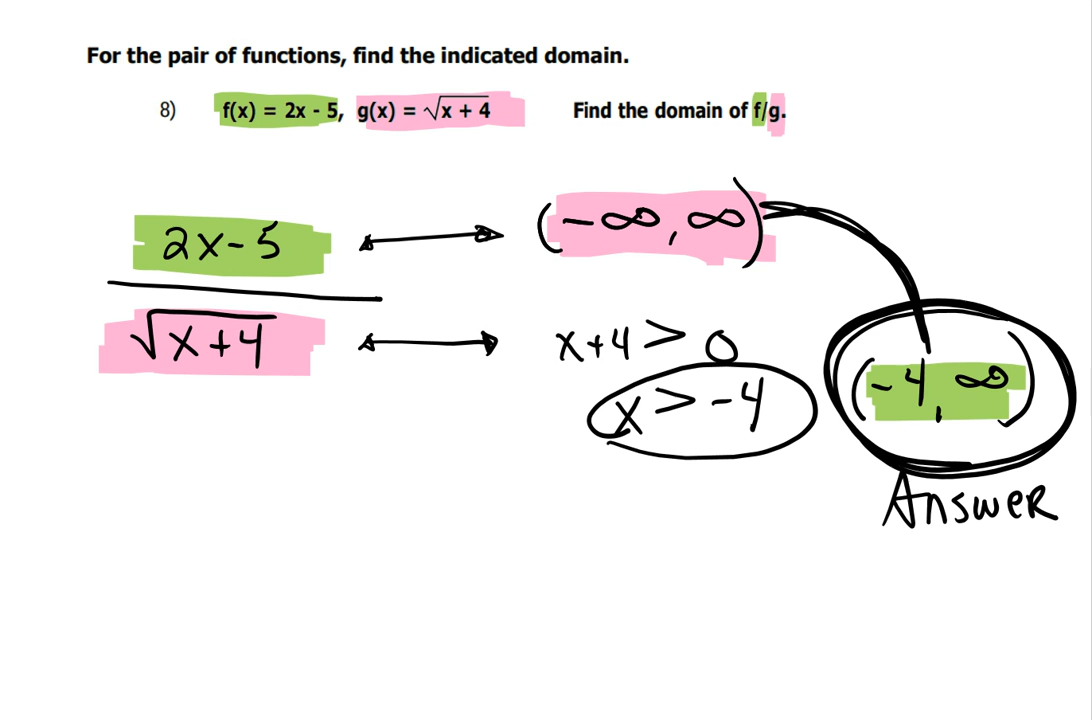 For the pair of functions, find the indicated domain.
8) f(x) = 2x - 5, g(x) = √x + 4 Find the domain of f/g.
2x-5 (-∞, ∞)
√x+4 x+4 > 0
x > -4 (-4, ∞)
Answer